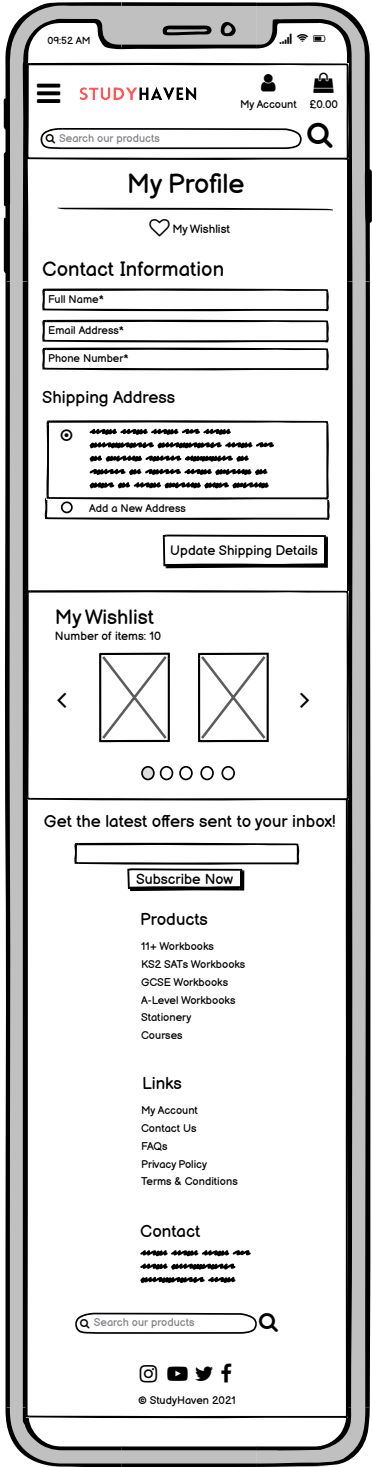 09:52 AM
STUDYHAVEN
My Account £0.00
Search our products
My Profile
My Wishlist
Contact Information
Full Name*
Email Address*
Phone Number*
Shipping Address
Add a New Address
Update Shipping Details
My Wishlist
Number of items: 10
Get the latest offers sent to your inbox!
Subscribe Now
Products
11+ Workbooks
KS2 SATs Workbooks
GCSE Workbooks
A-Level Workbooks
Stationery
Courses
Links
My Account
Contact Us
FAQs
Privacy Policy
Terms & Conditions
Contact
Search our products
© StudyHaven 2021